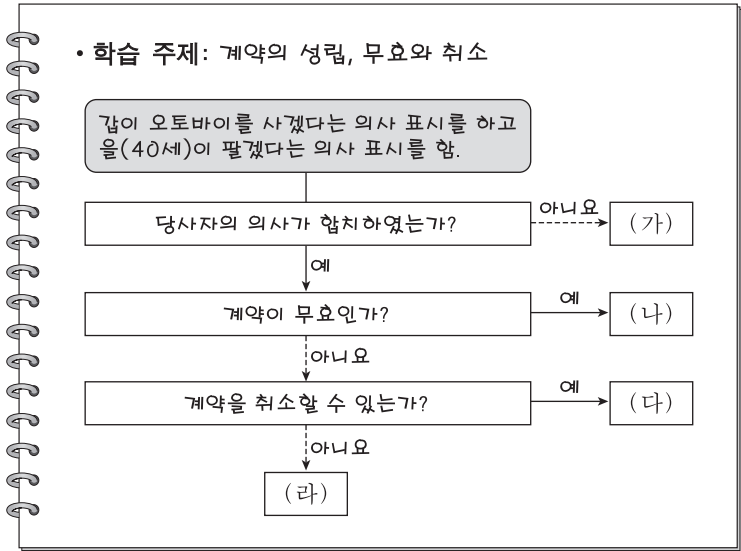 • 학습 주제: 계약의 성립, 무효와 취소
갑이 오토바이를 사겠다는 의사 표시를 하고
을(40세)이 팔겠다는 의사 표시를 함.
당사자의 의사가 합치하였는가?
아니요
(가)
예
계약이 무효인가?
예
(나)
아니요
계약을 취소할 수 있는가?
예
(다)
아니요
(라)